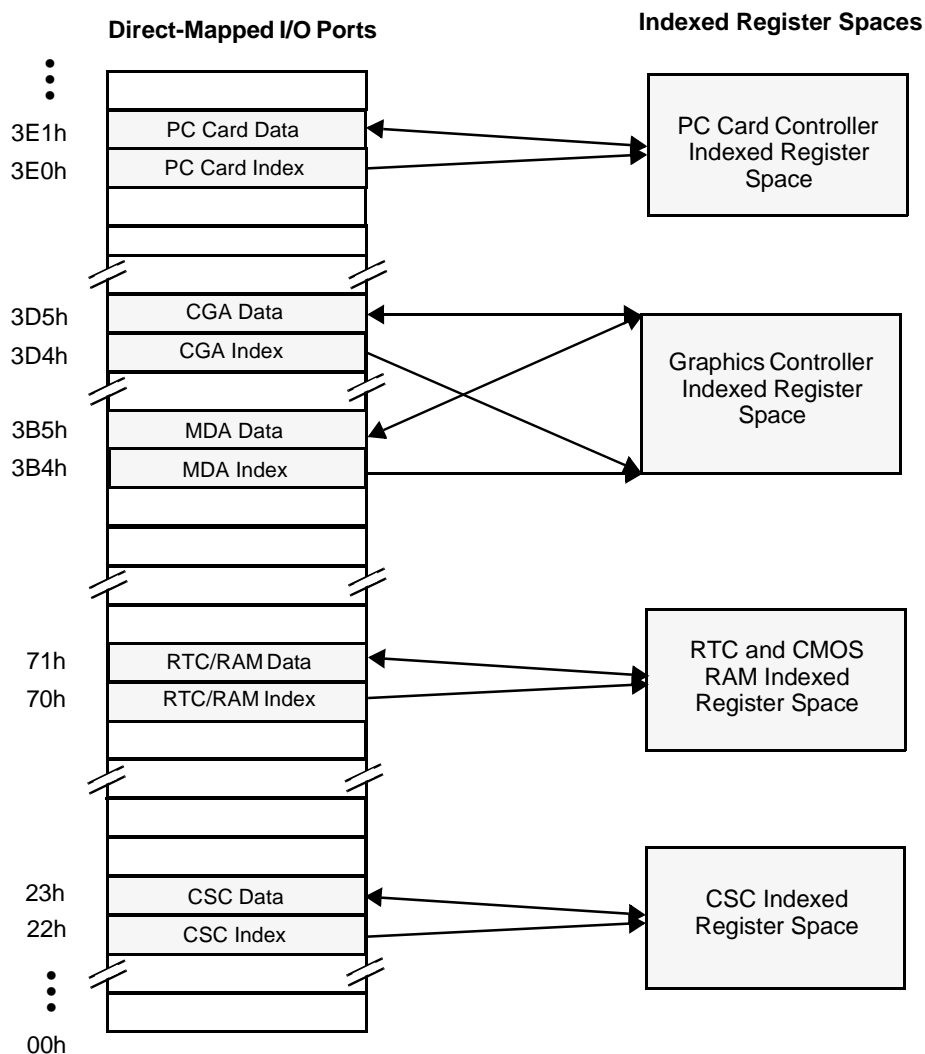 Direct-Mapped I/O Ports
Indexed Register Spaces
3E1h
PC Card Data
3E0h
PC Card Index
PC Card Controller
Indexed Register
Space
3D5h
CGA Data
3D4h
CGA Index
3B5h
MDA Data
3B4h
MDA Index
Graphics Controller
Indexed Register
Space
71h
RTC/RAM Data
70h
RTC/RAM Index
RTC and CMOS
RAM Indexed
Register Space
23h
CSC Data
22h
CSC Index
CSC Indexed
Register Space
00h